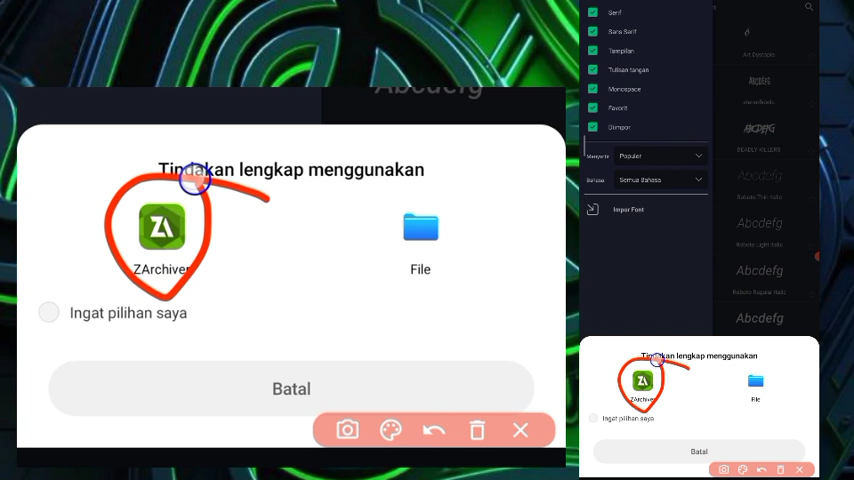 Abcdefg
Tindakan lengkap menggunakan
ZArchiver
File
Ingat pilihan saya
Batal
Serif
Sans Serif
Tampilan
Tulisan tangan
Monospace
Favorit
Diimpor
Populer
Bahasa
Semua Bahasa
Impor Font
Art Dystopia
DEADLY KILLERS
Abcdefg
Roboto Thin Italic
Abcdefg
Roboto Light Italic
Abcdefg
Roboto Regular Italic
Abcdefg
Tindakan lengkap menggunakan
ZArchiver
File
Ingat pilihan saya
Batal